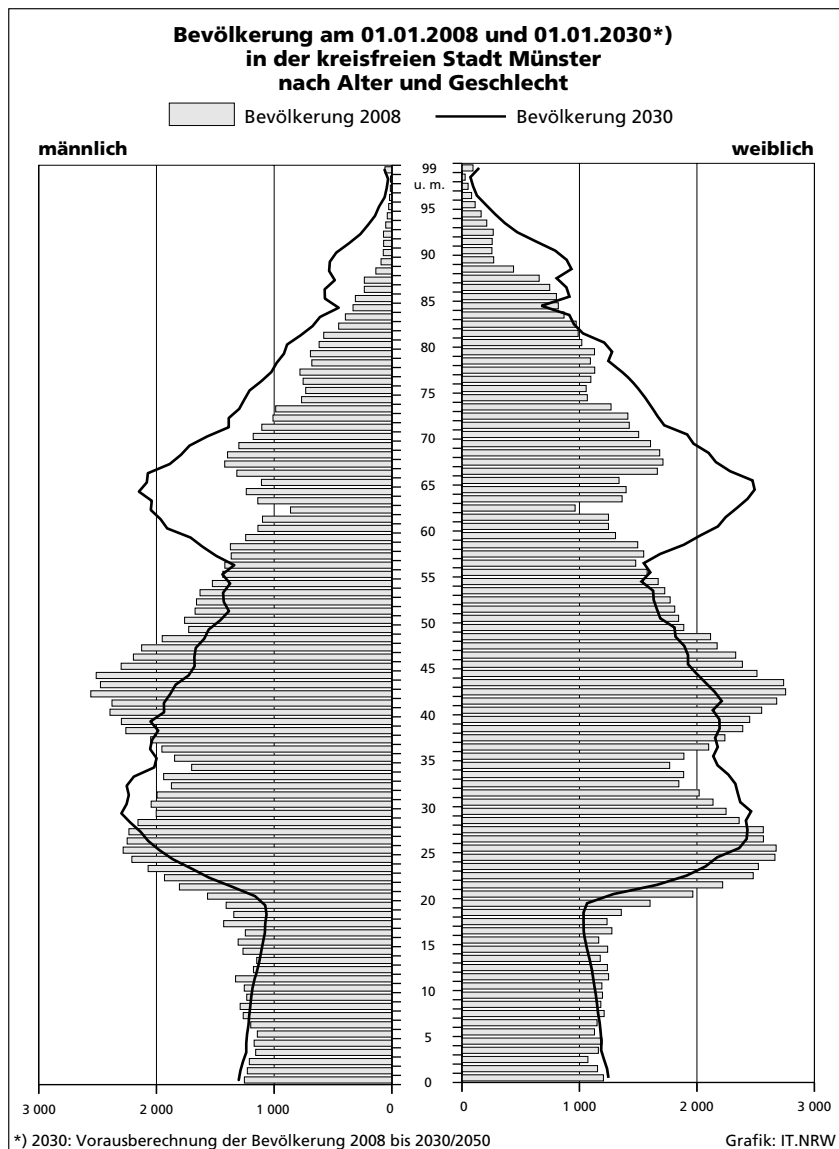 Bevölkerung am 01.01.2008 und 01.01.2030*)
in der kreisfreien Stadt Münster
nach Alter und Geschlecht
Bevölkerung 2008
Bevölkerung 2030
männlich
weiblich
99
u. m.
95
90
85
80
75
70
65
60
55
50
45
40
35
30
25
20
15
10
5
0
3 000 2 000 1 000 0
0 1 000 2 000 3 000
*) 2030: Vorausberechnung der Bevölkerung 2008 bis 2030/2050
Grafik: IT.NRW